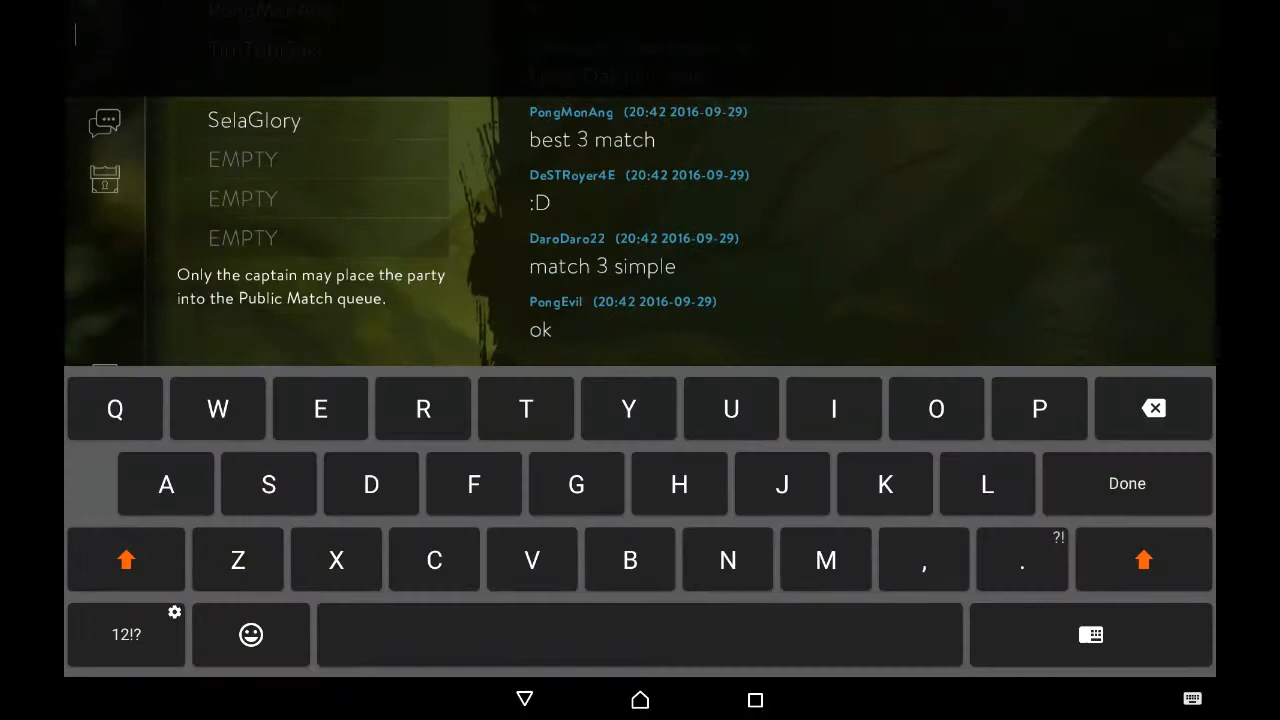 PongMonAng
TimTubiGaki
SelaGlory
EMPTY
EMPTY
EMPTY
Only the captain may place the party
into the Public Match queue.
PongMonAng (20:42 2016-09-29)
best 3 match
DeSTRoyer4E (20:42 2016-09-29)
:D
DaroDaro22 (20:42 2016-09-29)
match 3 simple
PongEvil (20:42 2016-09-29)
ok
Q W E R T Y U I O P
A S D F G H J K L Done
Z X C V B N M , . ?!
12!?